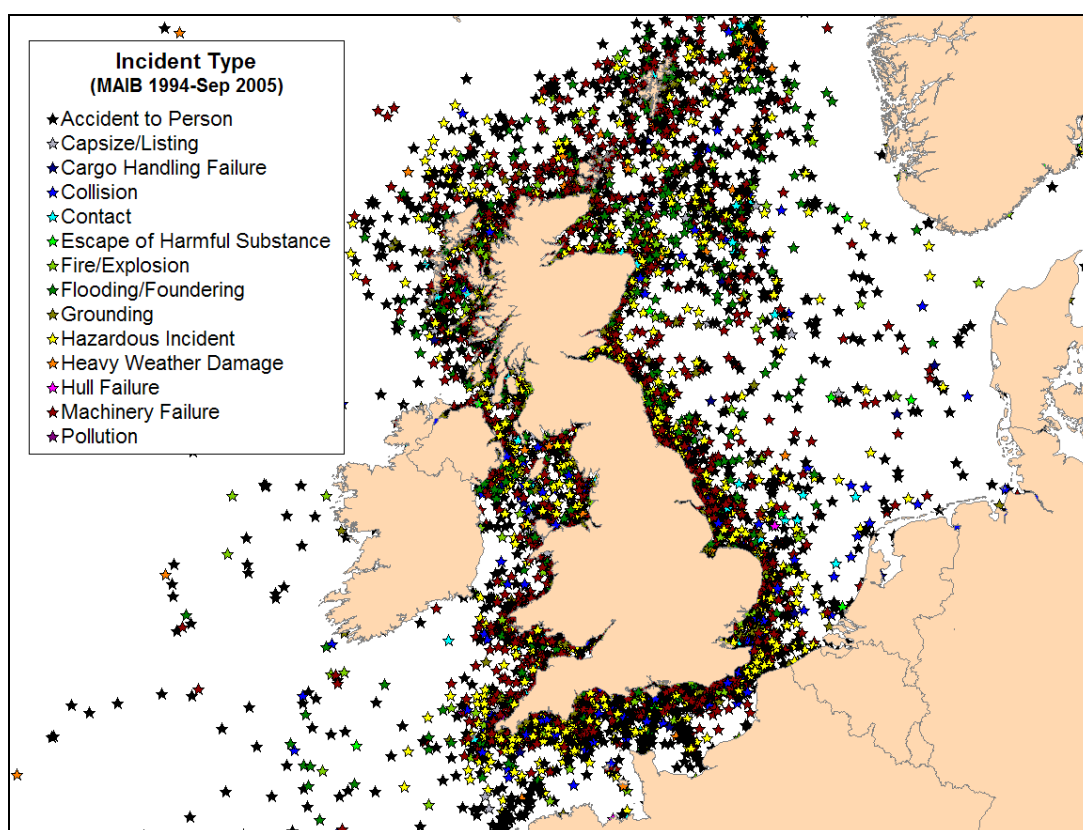 Incident Type
(MAIB 1994-Sep 2005)
Accident to Person
Capsize/Listing
Cargo Handling Failure
Collision
Contact
Escape of Harmful Substance
Fire/Explosion
Flooding/Foundering
Grounding
Hazardous Incident
Heavy Weather Damage
Hull Failure
Machinery Failure
Pollution